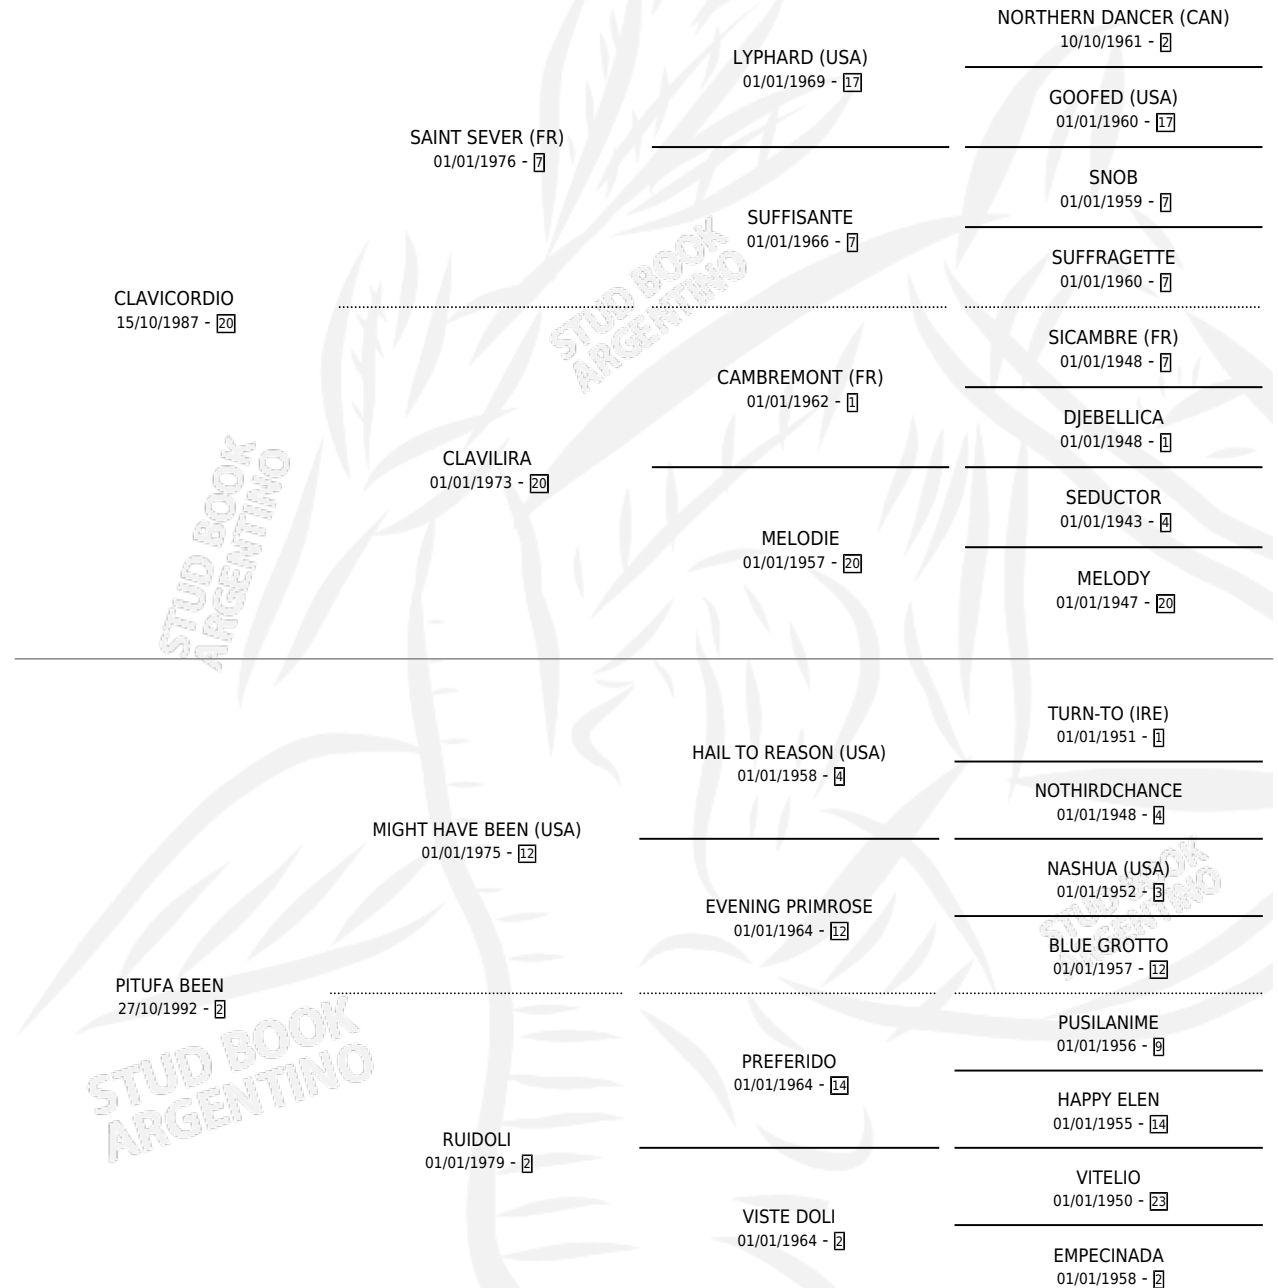 NORTHERN DANCER (CAN)
10/10/1961 - 2
LYPHARD (USA)
01/01/1969 - 17
GOOFED (USA)
01/01/1960 - 17
SAINT SEVER (FR)
01/01/1976 - 7
SNOB
01/01/1959 - 7
SUFFISANTE
01/01/1966 - 7
SUFFRAGETTE
01/01/1960 - 7
CLAVICORDIO
15/10/1987 - 20
SICAMBRE (FR)
01/01/1948 - 7
CAMBREMONT (FR)
01/01/1962 - 1
DJEBELLICA
01/01/1948 - 1
CLAVILIRA
01/01/1973 - 20
SEDUCTOR
01/01/1943 - 4
MELODIE
01/01/1957 - 20
MELODY
01/01/1947 - 20
TURN-TO (IRE)
01/01/1951 - 1
HAIL TO REASON (USA)
01/01/1958 - 4
NOTHIRDCHANCE
01/01/1948 - 4
MIGHT HAVE BEEN (USA)
01/01/1975 - 12
NASHUA (USA)
01/01/1952 - 3
EVENING PRIMROSE
01/01/1964 - 12
BLUE GROTTO
01/01/1957 - 12
PITUFA BEEN
27/10/1992 - 2
PUSILANIME
01/01/1956 - 9
PREFERIDO
01/01/1964 - 14
HAPPY ELEN
01/01/1955 - 14
RUIDOLI
01/01/1979 - 2
VITELIO
01/01/1950 - 23
VISTE DOLI
01/01/1964 - 2
EMPECINADA
01/01/1958 - 2
STUD BOOK
ARGENTINO
STUD BOOK
ARGENTINO
STUD BOOK
ARGENTINO
STUD BOOK
ARGENTINO